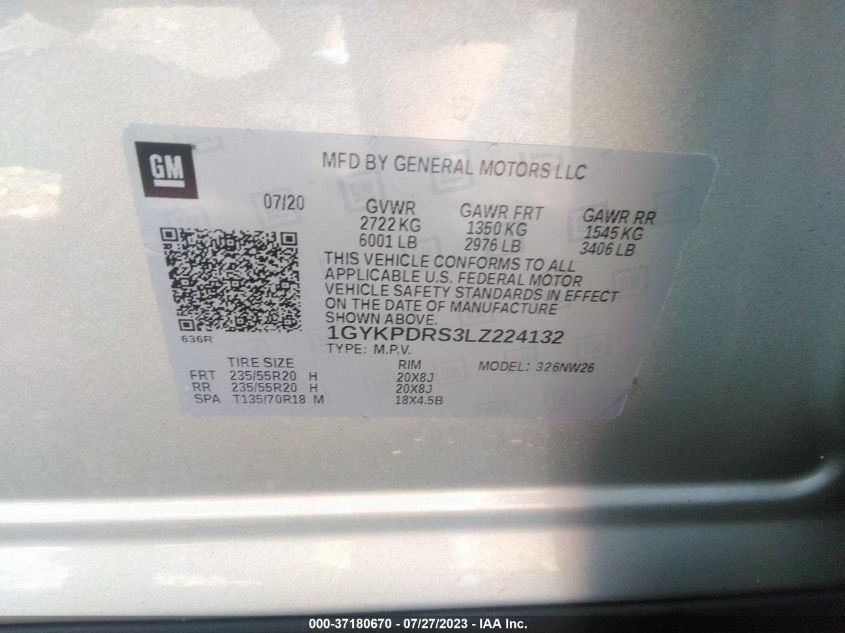 GM
MFD BY GENERAL MOTORS LLC
07/20
GVWR
2722 KG
6001 LB
GAWR FRT
1350 KG
2976 LB
GAWR RR
1545 KG
3406 LB
THIS VEHICLE CONFORMS TO ALL
APPLICABLE U.S. FEDERAL MOTOR
VEHICLE SAFETY STANDARDS IN EFFECT
ON THE DATE OF MANUFACTURE
SHOWN ABOVE.
636R
1GYKPDRS3LZ224132
TYPE: M.P.V.
MODEL: 326NW26
TIRE SIZE RIM
FRT 235/55R20 H 20X8J
RR 235/55R20 H 20X8J
SPA T135/70R18 M 18X4.5B
000-37180670 / 07/27/2023 - IAA Inc.